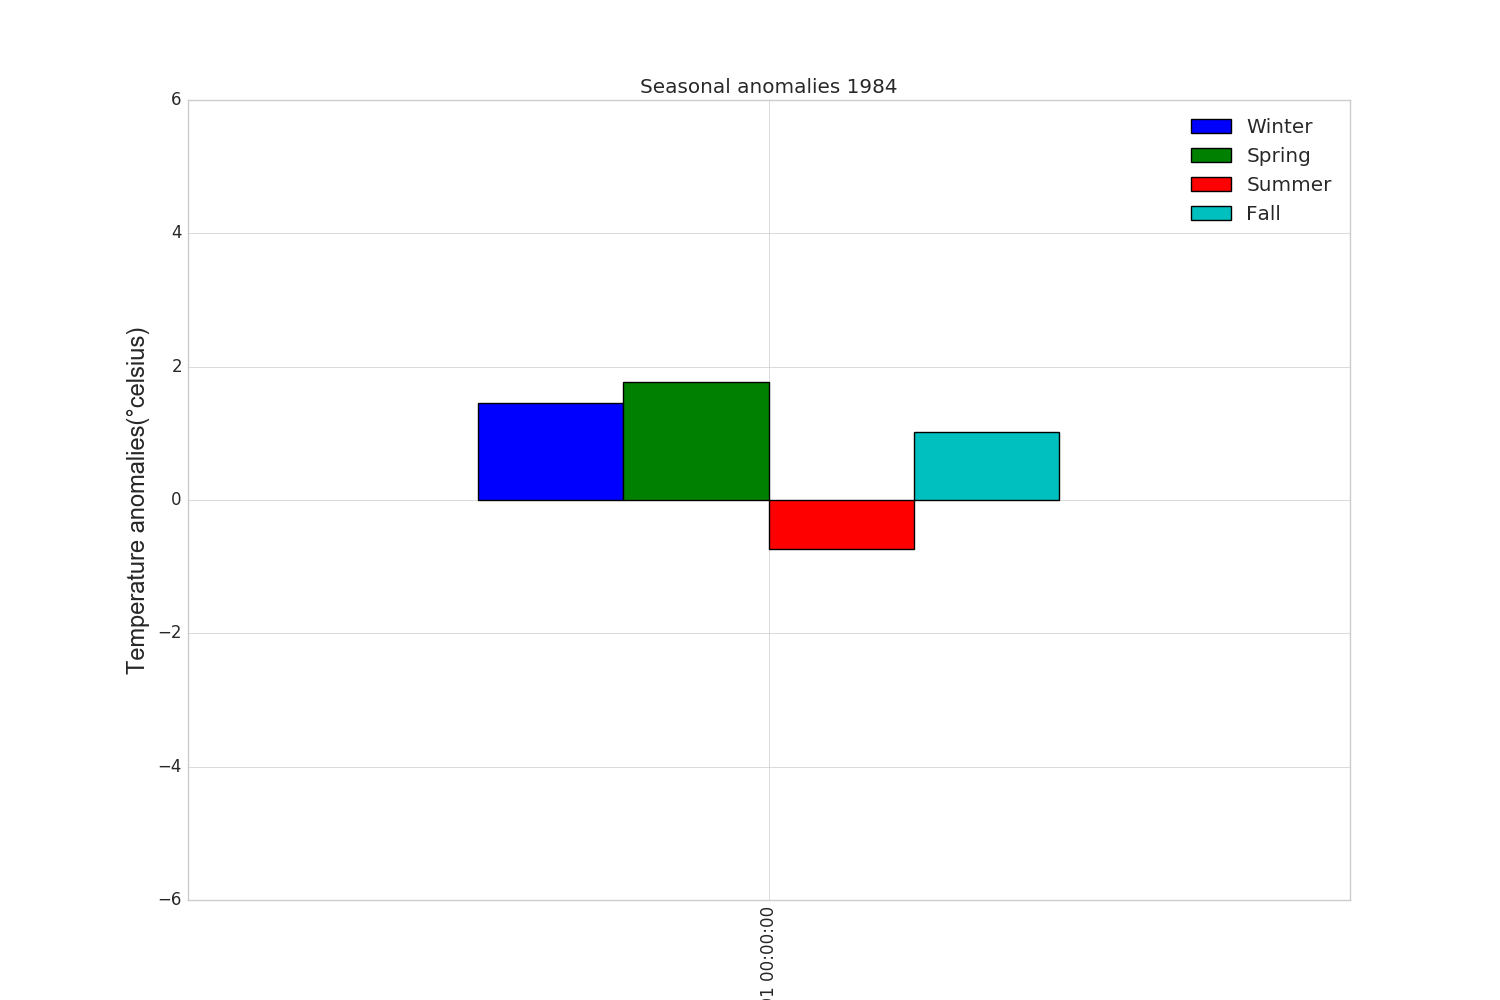 Seasonal anomalies 1984
Winter
Spring
Summer
Fall
6
4
2
0
−2
−4
−6
Temperature anomalies(°celsius)
00:00:00